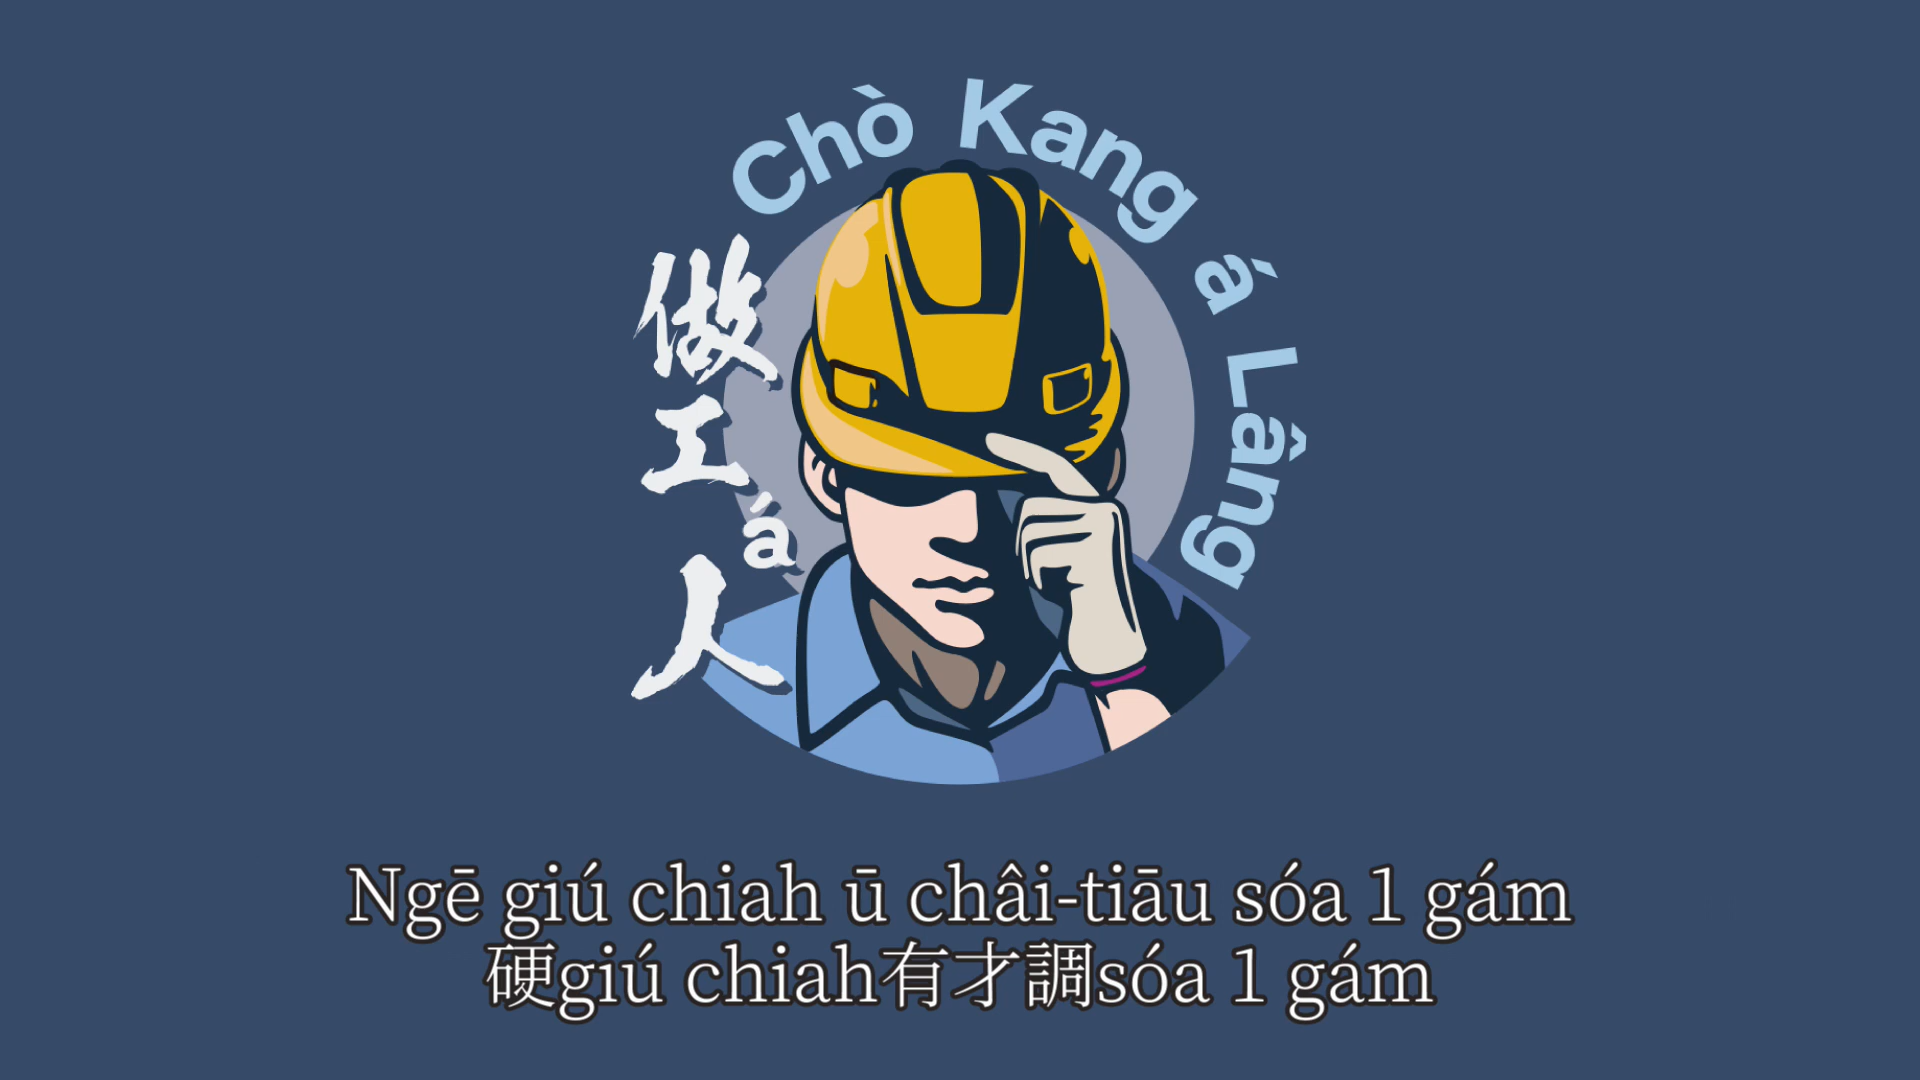 Chò Kang á Lâng
做工á人
Ngē giú chiah ū châi-tiāu sóa 1 gám
硬giú chiah有才調sóa 1 gám